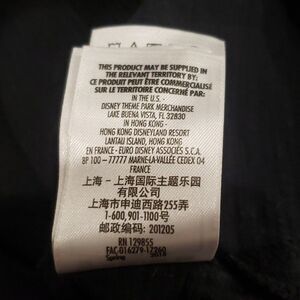 THIS PRODUCT MAY BE SUPPLIED IN
THE RELEVANT TERRITORY BY:
CE PRODUIT PEUT ÊTRE COMMERCIALISÉ
SUR LE TERRITOIRE CONCERNÉ PAR:
IN THE U.S. -
DISNEY THEME PARK MERCHANDISE
LAKE BUENA VISTA, FL 32830
IN HONG KONG -
HONG KONG DISNEYLAND RESORT
LANTAU ISLAND, HONG KONG
EN FRANCE - EURO DISNEY ASSOCIÉS S.C.A.
BP 100 - 77777 MARNE-LA-VALLÉE CEDEX 04
FRANCE
上海 - 上海国际主题乐园
有限公司
上海市申迪西路255弄
1-600,901-1100号
邮政编码: 201205
RN 129855
FAC-016279-17260
Spring 2018